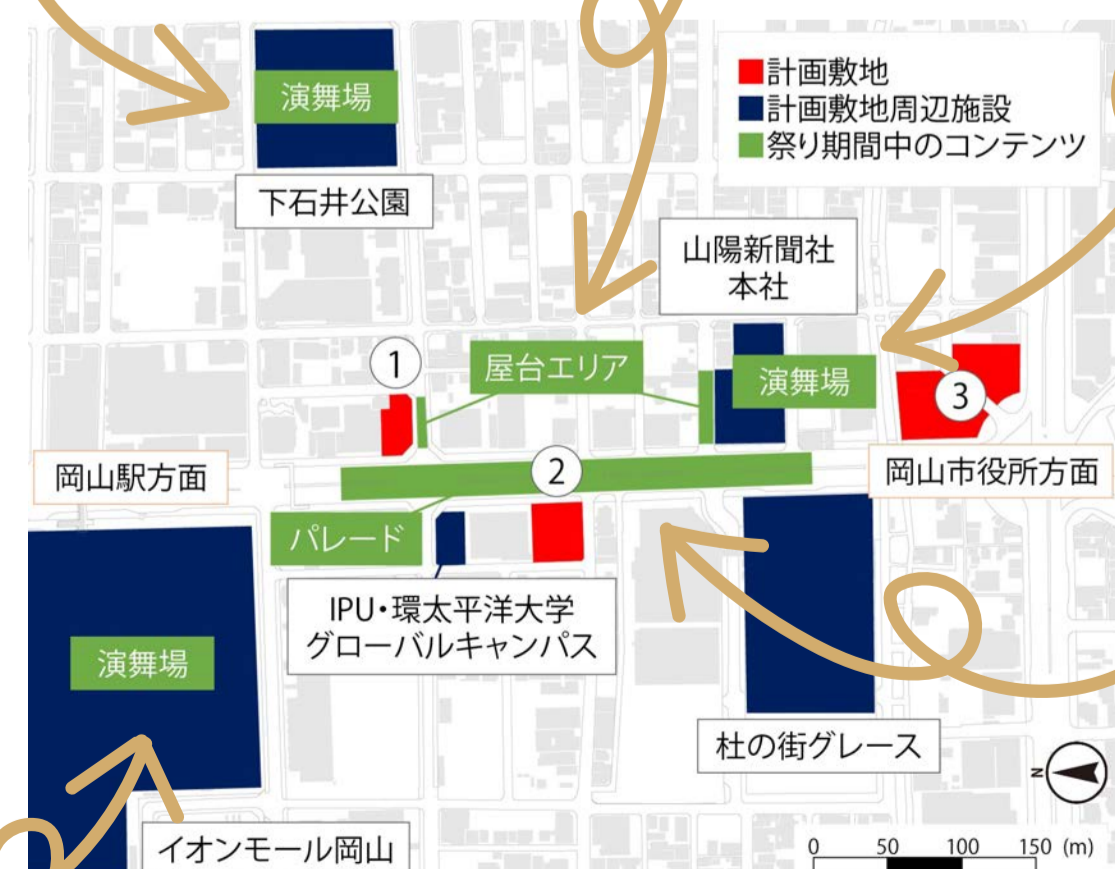 演舞場
計画敷地
計画敷地周辺施設
祭り期間中のコンテンツ
下石井公園
山陽新聞社
本社
1
屋台エリア
演舞場
3
岡山駅方面
2
岡山市役所方面
パレード
IPU・環太平洋大学
グローバルキャンパス
演舞場
杜の街グレース
N
イオンモール岡山
0 50 100 150 (m)